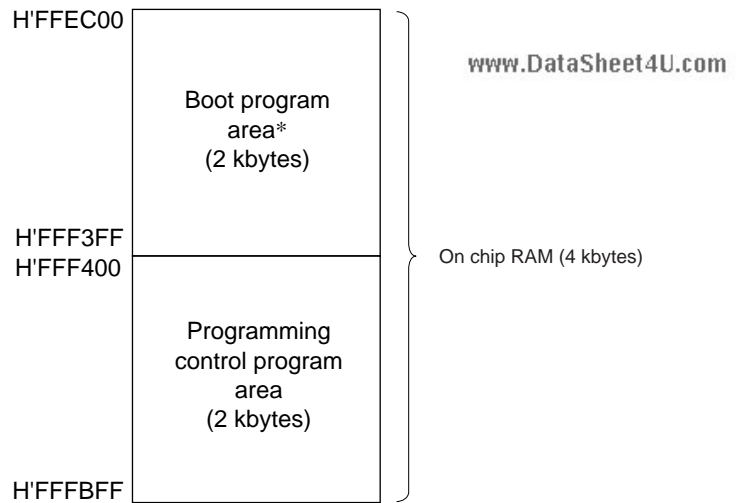 H'FFEC00
www.DataSheet4U.com
Boot program
area*
(2 kbytes)
H'FFF3FF
H'FFF400
On chip RAM (4 kbytes)
Programming
control program
area
(2 kbytes)
H'FFFBFF